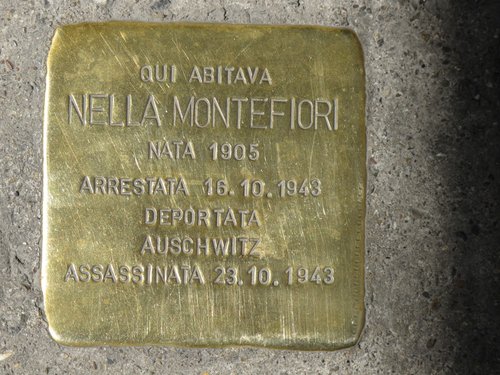 QUI ABITAVA
NELLA MONTEFIORI
NATA 1905
ARRESTATA 16.10.1943
DEPORTATA
AUSCHWITZ
ASSASSINATA 23.10.1943